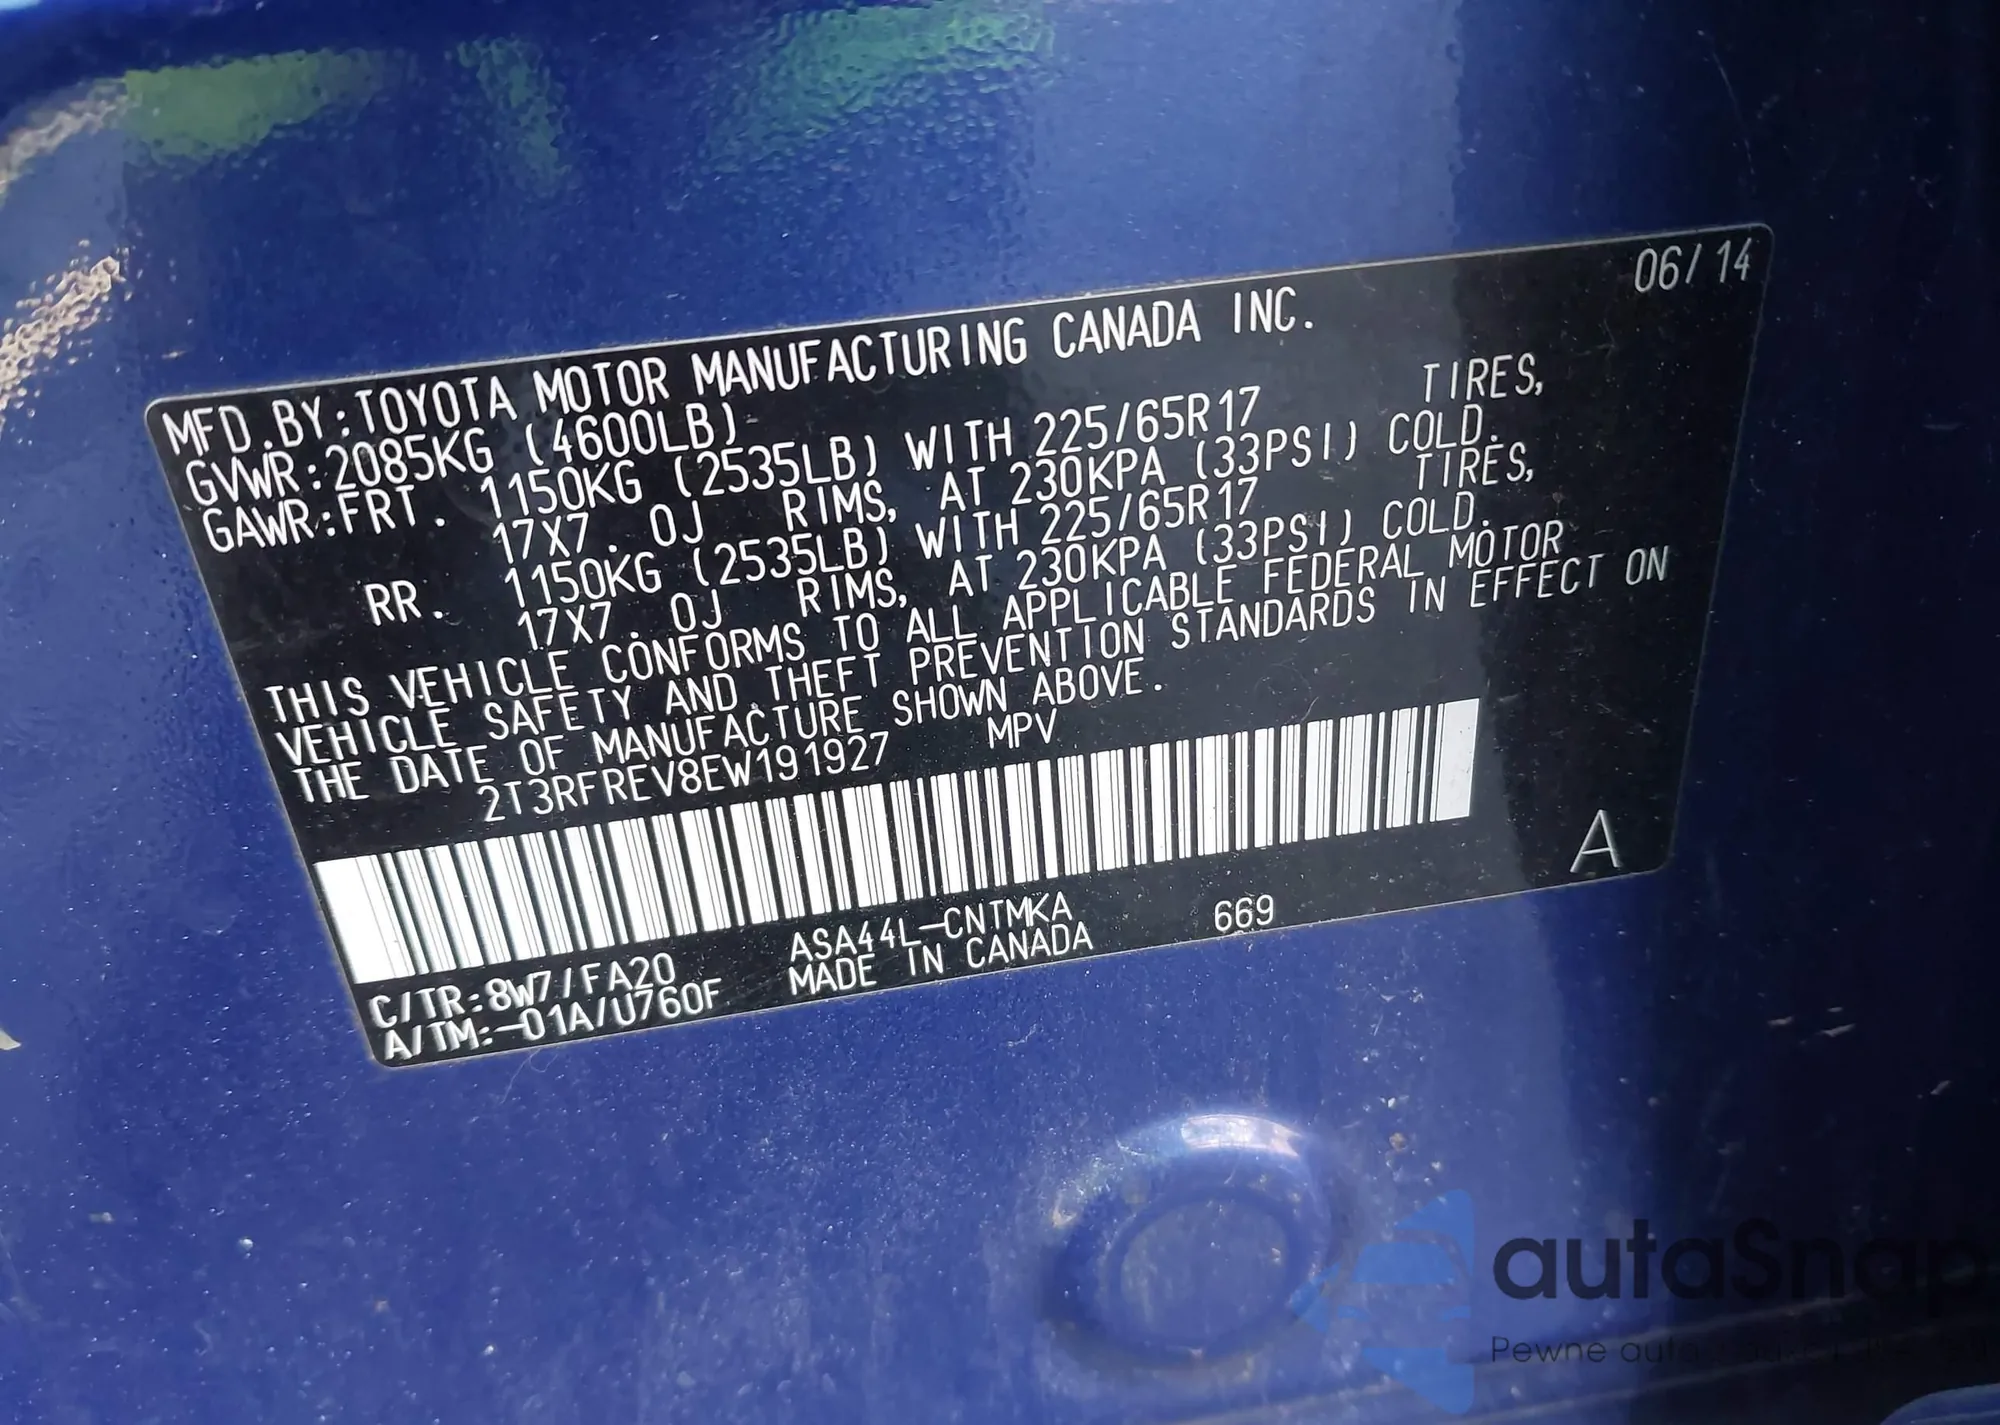 06/14
MFD.BY:TOYOTA MOTOR MANUFACTURING CANADA INC.
GVWR:2085KG (4600LB)
GAWR:FRT. 1150KG (2535LB) WITH 225/65R17 TIRES,
17X7.0J RIMS, AT 230KPA (33PSI) COLD.
RR. 1150KG (2535LB) WITH 225/65R17 TIRES,
17X7.0J RIMS, AT 230KPA (33PSI) COLD.
THIS VEHICLE CONFORMS TO ALL APPLICABLE FEDERAL MOTOR
VEHICLE SAFETY AND THEFT PREVENTION STANDARDS IN EFFECT ON
THE DATE OF MANUFACTURE SHOWN ABOVE.
2T3RFREV8EW191927 MPV
A
C/TR:8W7/FA20 ASA44L-CNTMKA 669
A/TM:-01A/U760F MADE IN CANADA
autaSnap
Pewne auta